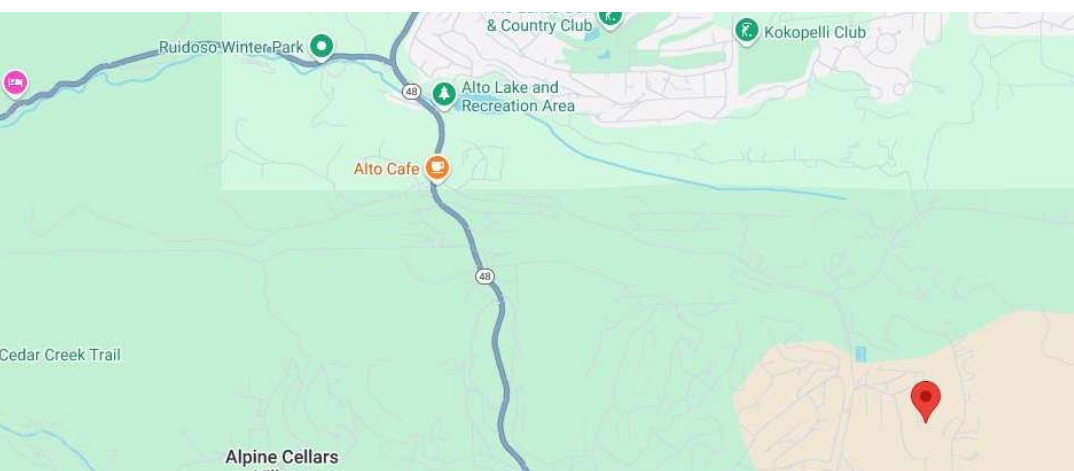 & Country Club
Kokopelli Club
Ruidoso Winter Park
48
Alto Lake and
Recreation Area
Alto Cafe
48
Cedar Creek Trail
Alpine Cellars